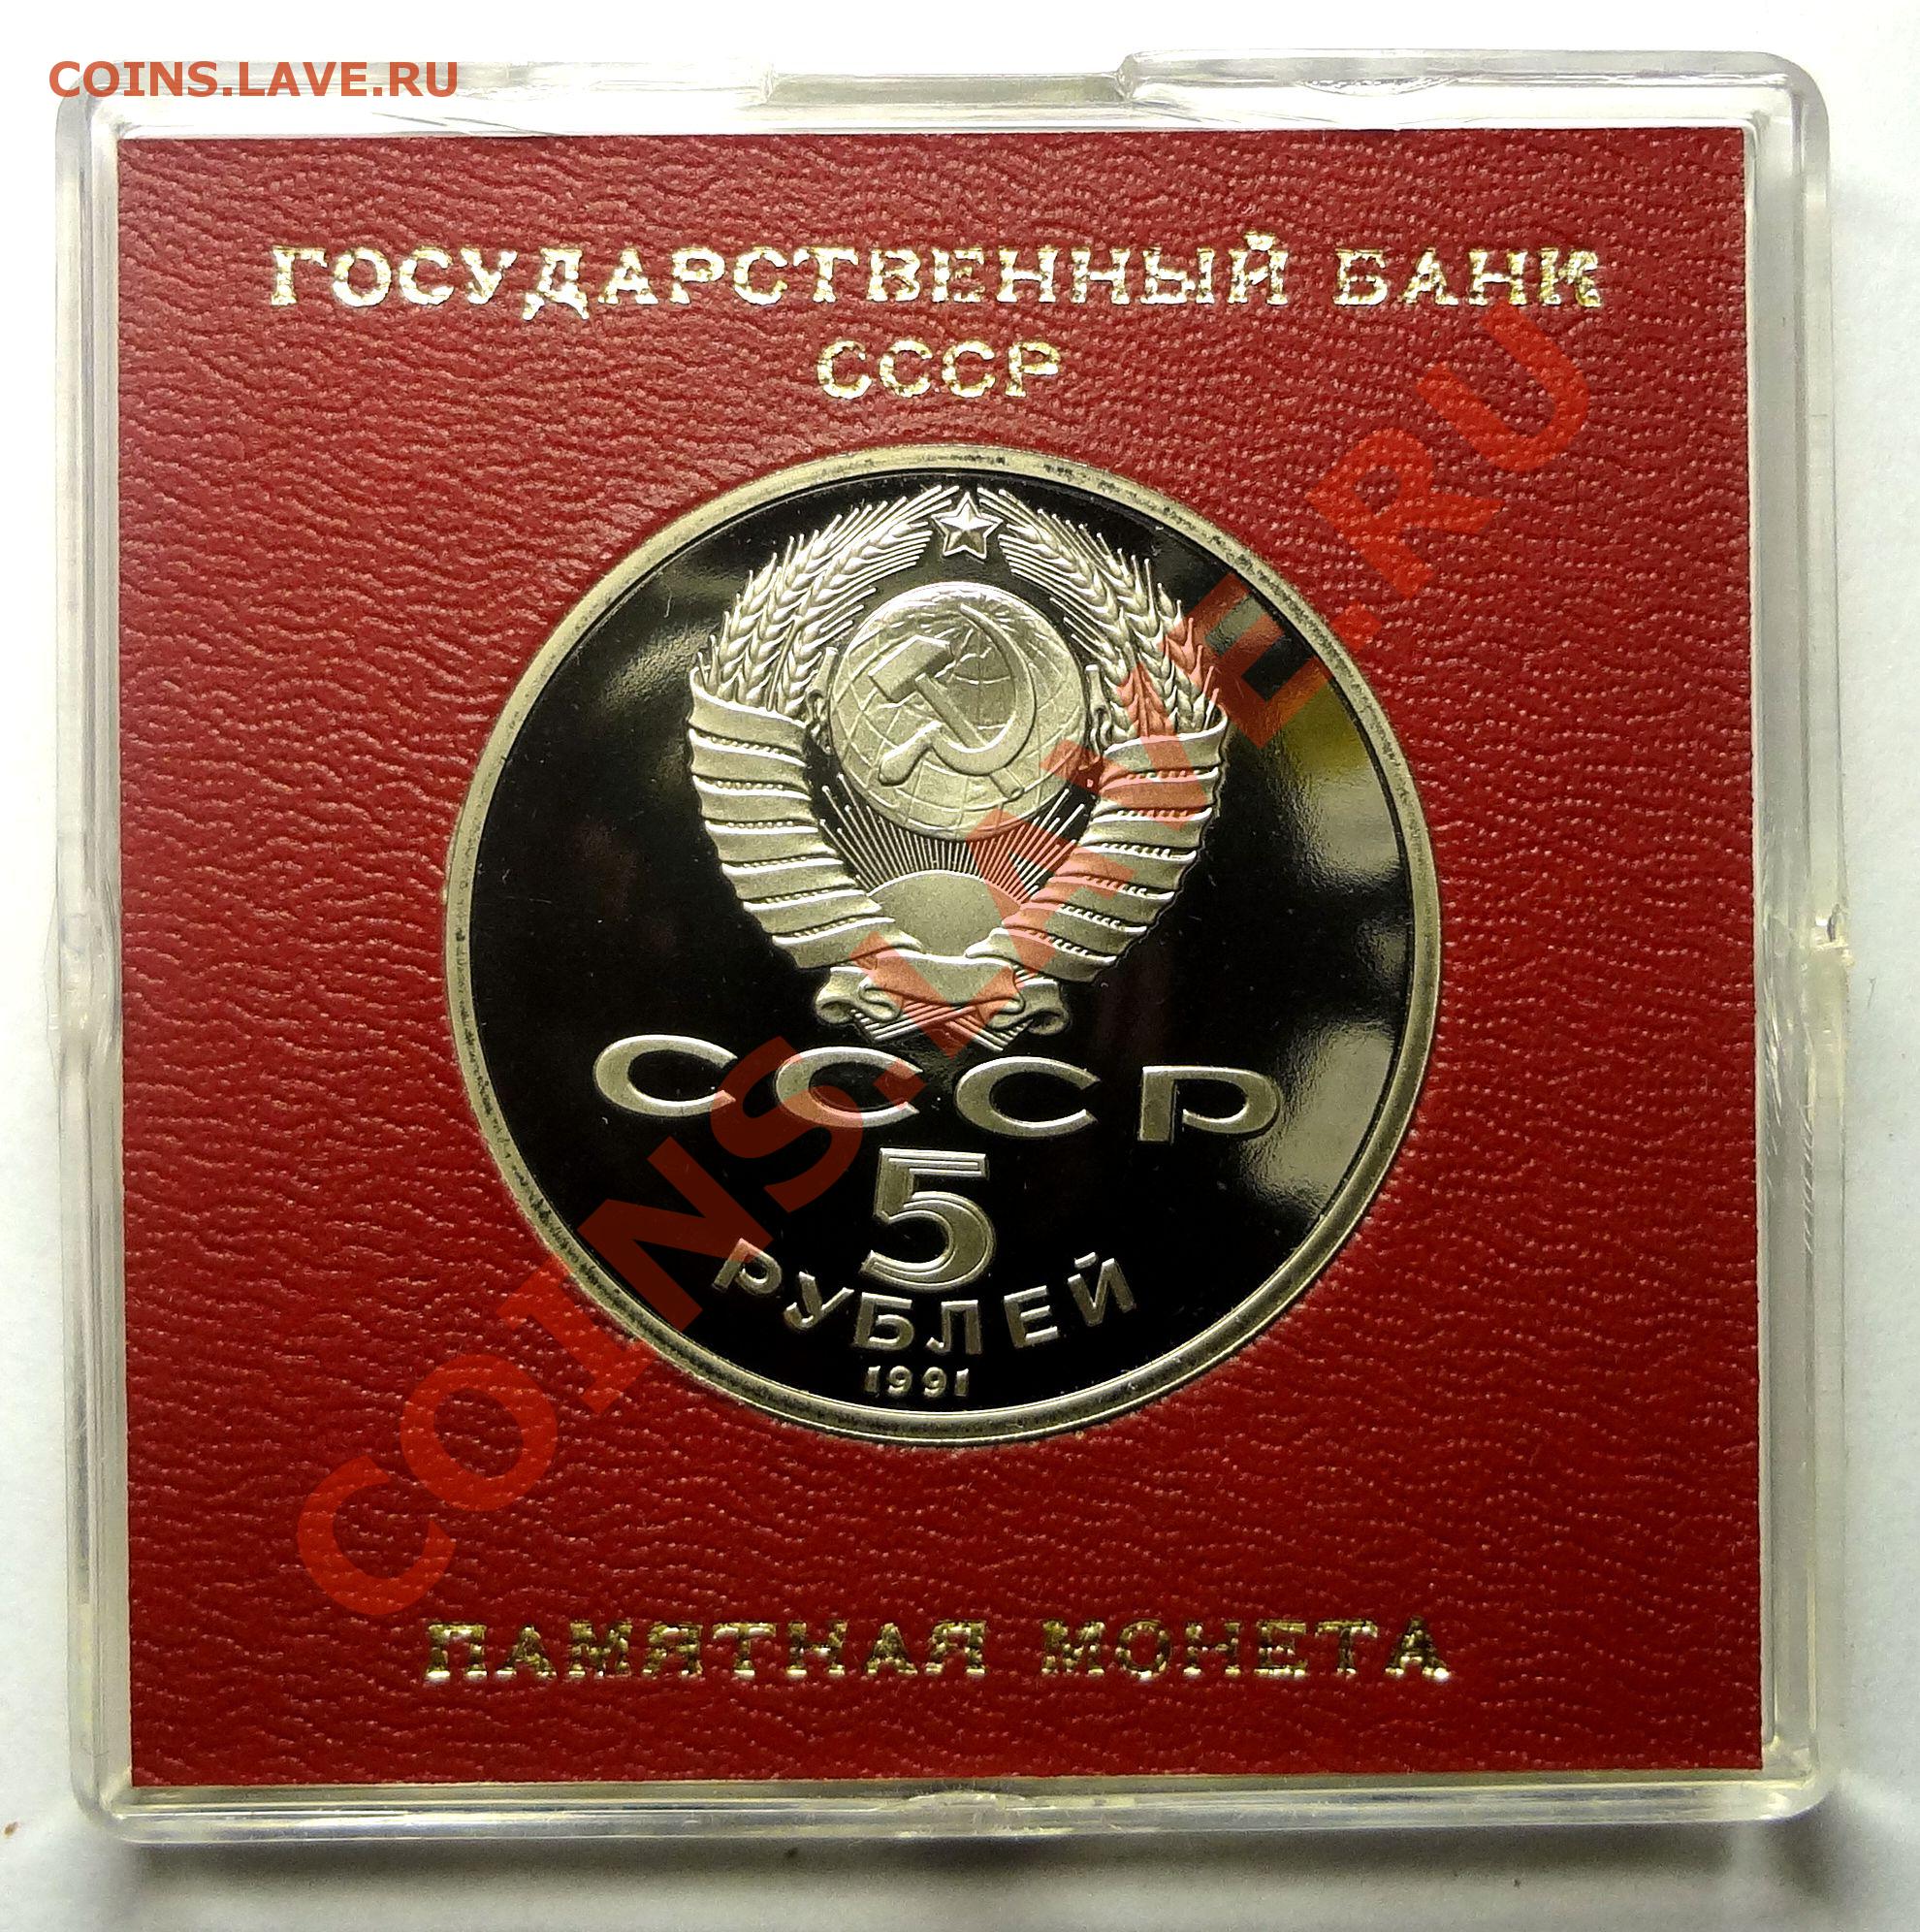 COINS.LAVE.RU
ГОСУДАРСТВЕННЫЙ БАНК
СССР
СССР
5
РУБЛЕЙ
1991
ПАМЯТНАЯ МОНЕТА
COINS.LAVE.RU